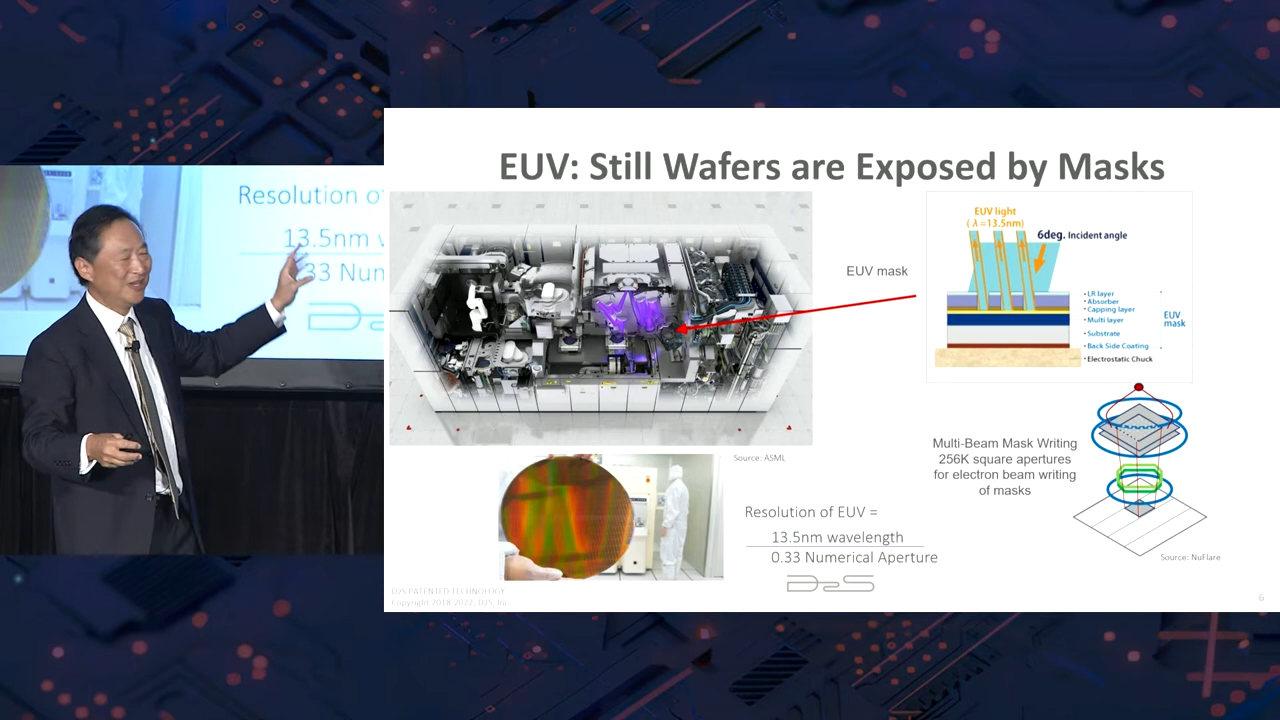 EUV: Still Wafers are Exposed by Masks
EUV light
( λ =13.5nm)
6deg. Incident angle
EUV mask
• LR layer
• Absorber
• Capping layer
• Multi layer
• Substrate
• Back Side Coating
• Electrostatic Chuck
EUV
mask
Multi-Beam Mask Writing
256K square apertures
for electron beam writing
of masks
Source: ASML
Resolution of EUV =
13.5nm wavelength
0.33 Numerical Aperture
D2S
Source: NuFlare
D2S PATENTED TECHNOLOGY
Copyright 2018-2022, D2S, Inc.
6
Resolution o
13.5nm
33 Num